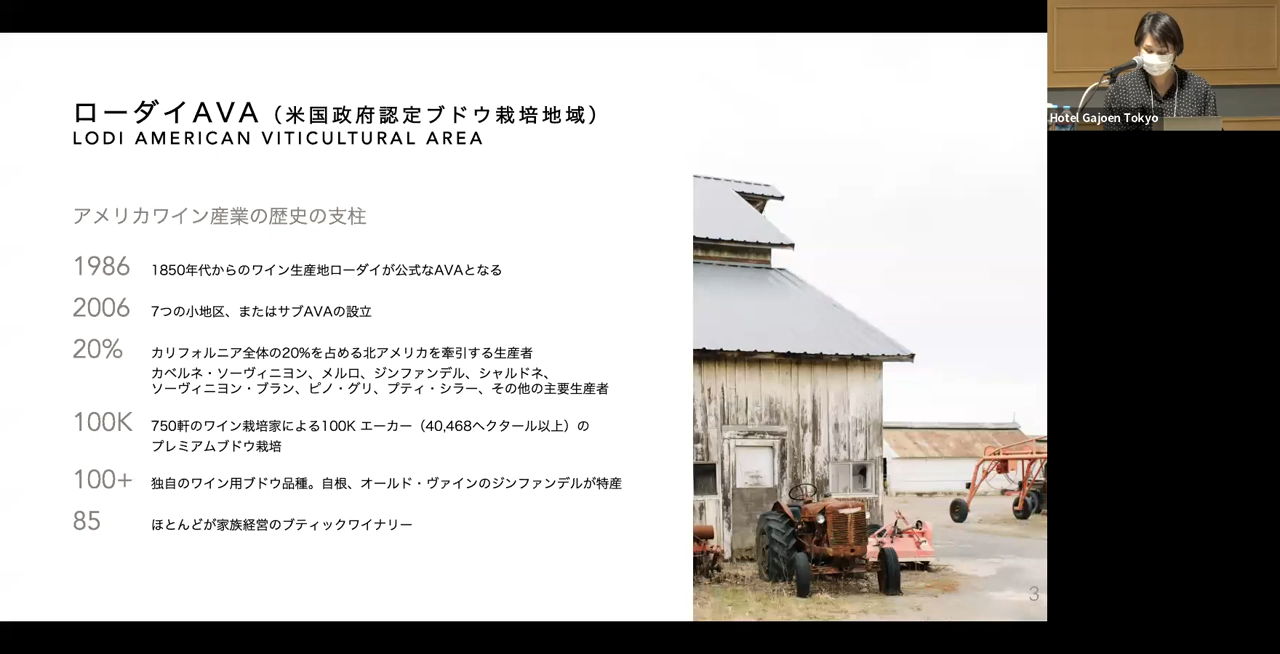 ローダイAVA（米国政府認定ブドウ栽培地域）
LODI AMERICAN VITICULTURAL AREA
アメリカワイン産業の歴史の支柱
1986 1850年代からのワイン生産地ローダイが公式なAVAとなる
2006 7つの小地区、またはサブAVAの設立
20% カリフォルニア全体の20%を占める北アメリカを牽引する生産者
カベルネ・ソーヴィニヨン、メルロ、ジンファンデル、シャルドネ、
ソーヴィニヨン・ブラン、ピノ・グリ、プティ・シラー、その他の主要生産者
100K 750軒のワイン栽培家による100K エーカー（40,468ヘクタール以上）の
プレミアムブドウ栽培
100+ 独自のワイン用ブドウ品種。自根、オールド・ヴァインのジンファンデルが特産
85 ほとんどが家族経営のブティックワイナリー
3
Hotel Gajoen Tokyo